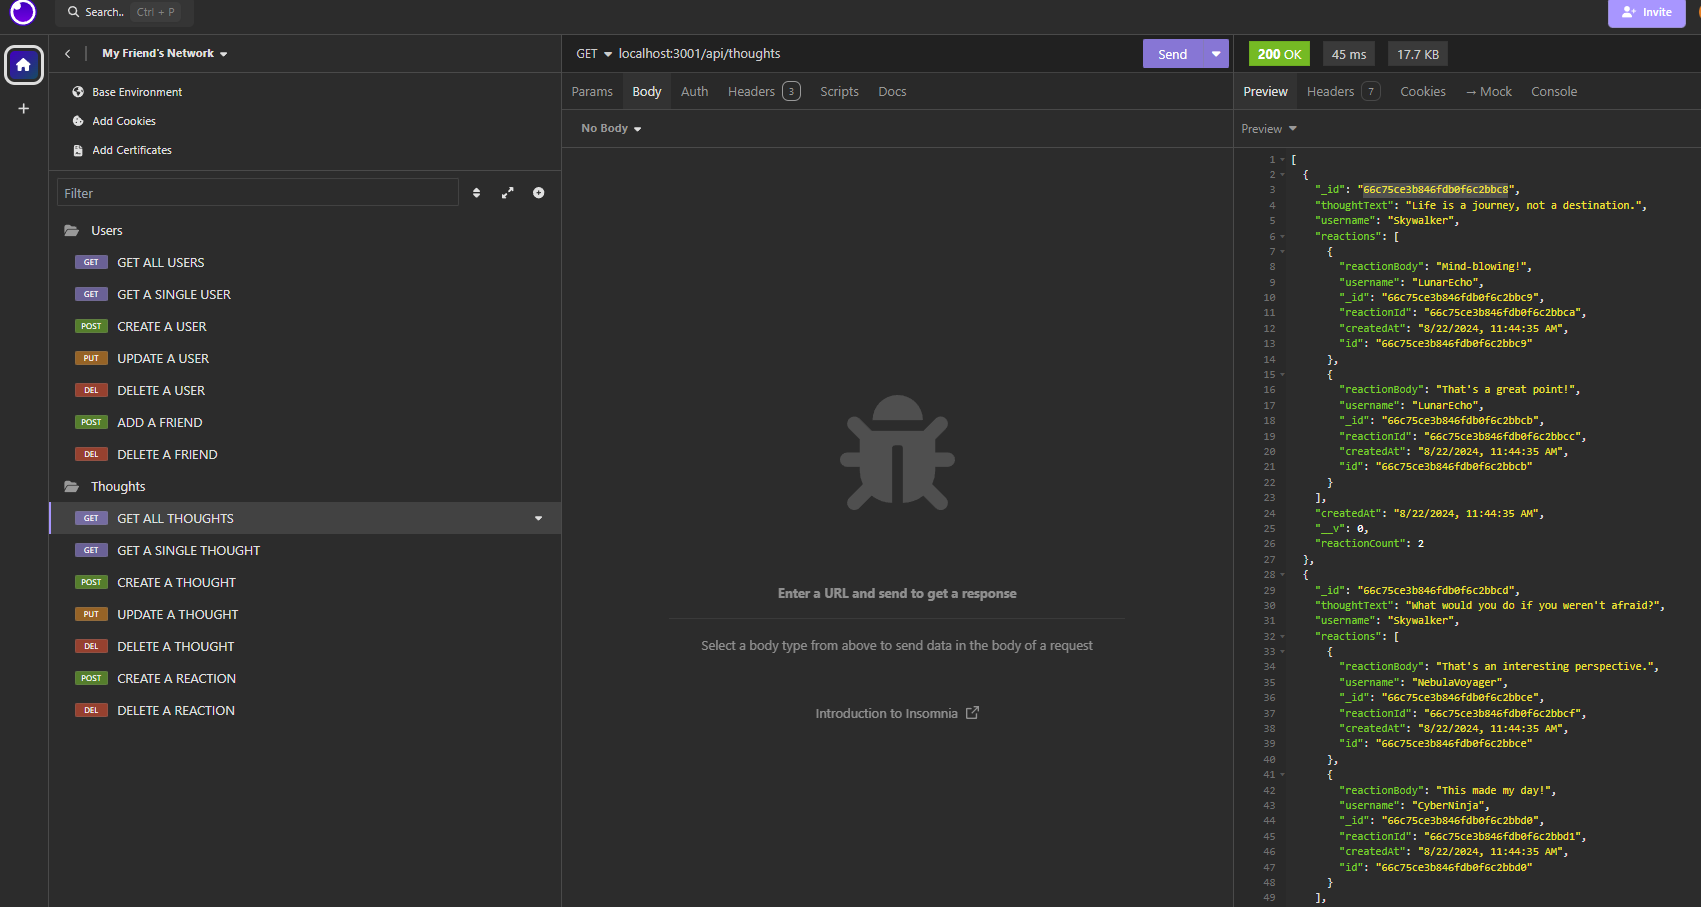 Search.. Ctrl + P
Invite
My Friend's Network
Base Environment
Add Cookies
Add Certificates
Filter
Users
GET GET ALL USERS
GET GET A SINGLE USER
POST CREATE A USER
PUT UPDATE A USER
DEL DELETE A USER
POST ADD A FRIEND
DEL DELETE A FRIEND
Thoughts
GET GET ALL THOUGHTS
GET GET A SINGLE THOUGHT
POST CREATE A THOUGHT
PUT UPDATE A THOUGHT
DEL DELETE A THOUGHT
POST CREATE A REACTION
DEL DELETE A REACTION
GET localhost:3001/api/thoughts Send
Params Body Auth Headers 3 Scripts Docs
No Body
Enter a URL and send to get a response
Select a body type from above to send data in the body of a request
Introduction to Insomnia
200 OK 45 ms 17.7 KB
Preview Headers 7 Cookies → Mock Console
Preview
1 [
2 {
3 "_id": "66c75ce3b846fdb0f6c2bbc8",
4 "thoughtText": "Life is a journey, not a destination.",
5 "username": "Skywalker",
6 "reactions": [
7 {
8 "reactionBody": "Mind-blowing!",
9 "username": "LunarEcho",
10 "_id": "66c75ce3b846fdb0f6c2bbc9",
11 "reactionId": "66c75ce3b846fdb0f6c2bbca",
12 "createdAt": "8/22/2024, 11:44:35 AM",
13 "id": "66c75ce3b846fdb0f6c2bbc9"
14 },
15 {
16 "reactionBody": "That's a great point!",
17 "username": "LunarEcho",
18 "_id": "66c75ce3b846fdb0f6c2bbcb",
19 "reactionId": "66c75ce3b846fdb0f6c2bbcc",
20 "createdAt": "8/22/2024, 11:44:35 AM",
21 "id": "66c75ce3b846fdb0f6c2bbcb"
22 }
23 ],
24 "createdAt": "8/22/2024, 11:44:35 AM",
25 "__v": 0,
26 "reactionCount": 2
27 },
28 {
29 "_id": "66c75ce3b846fdb0f6c2bbcd",
30 "thoughtText": "What would you do if you weren't afraid?",
31 "username": "Skywalker",
32 "reactions": [
33 {
34 "reactionBody": "That's an interesting perspective.",
35 "username": "NebulaVoyager",
36 "_id": "66c75ce3b846fdb0f6c2bbce",
37 "reactionId": "66c75ce3b846fdb0f6c2bbcf",
38 "createdAt": "8/22/2024, 11:44:35 AM",
39 "id": "66c75ce3b846fdb0f6c2bbce"
40 },
41 {
42 "reactionBody": "This made my day!",
43 "username": "CyberNinja",
44 "_id": "66c75ce3b846fdb0f6c2bbd0",
45 "reactionId": "66c75ce3b846fdb0f6c2bbd1",
46 "createdAt": "8/22/2024, 11:44:35 AM",
47 "id": "66c75ce3b846fdb0f6c2bbd0"
48 }
49 ],